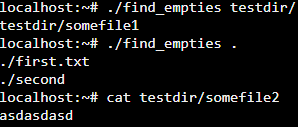 localhost:~# ./find_empties testdir/
testdir/somefile1
localhost:~# ./find_empties .
./first.txt
./second
localhost:~# cat testdir/somefile2
asdasdasd